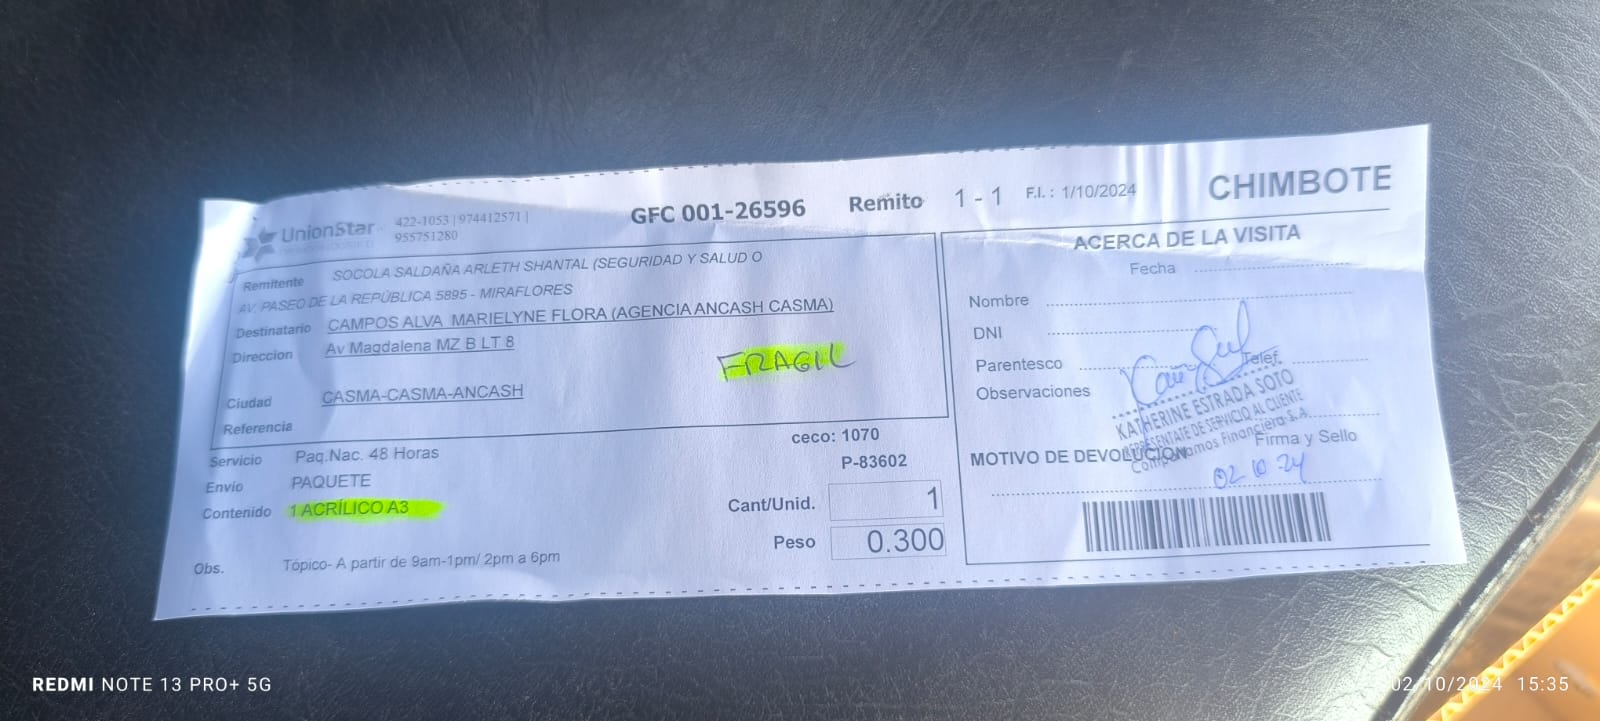 UnionStar
422-1053 | 974412571 |
955751280
GFC 001-26596
Remito 1 - 1
F.I. : 1/10/2024
CHIMBOTE
Remitente SOCOLA SALDAÑA ARLETH SHANTAL (SEGURIDAD Y SALUD O
AV. PASEO DE LA REPÚBLICA 5895 - MIRAFLORES
Destinatario CAMPOS ALVA MARIELYNE FLORA (AGENCIA ANCASH CASMA)
Direccion Av Magdalena MZ B LT 8
FRAGIL
Ciudad CASMA-CASMA-ANCASH
Referencia
Servicio Paq.Nac. 48 Horas
Envío PAQUETE
Contenido 1 ACRÍLICO A3
Obs. Tópico- A partir de 9am-1pm/ 2pm a 6pm
ceco: 1070
P-83602
Cant/Unid. 1
Peso 0.300
ACERCA DE LA VISITA
Fecha
Nombre
DNI
Parentesco
Telef.
Observaciones
KATHERINE ESTRADA SOTO
REPRESENTATE DE SERVICIO AL CLIENTE
Compartamos Financiera S.A.
Firma y Sello
MOTIVO DE DEVOLUCION
02 10 24
REDMI NOTE 13 PRO+ 5G
02/10/2024 15:35